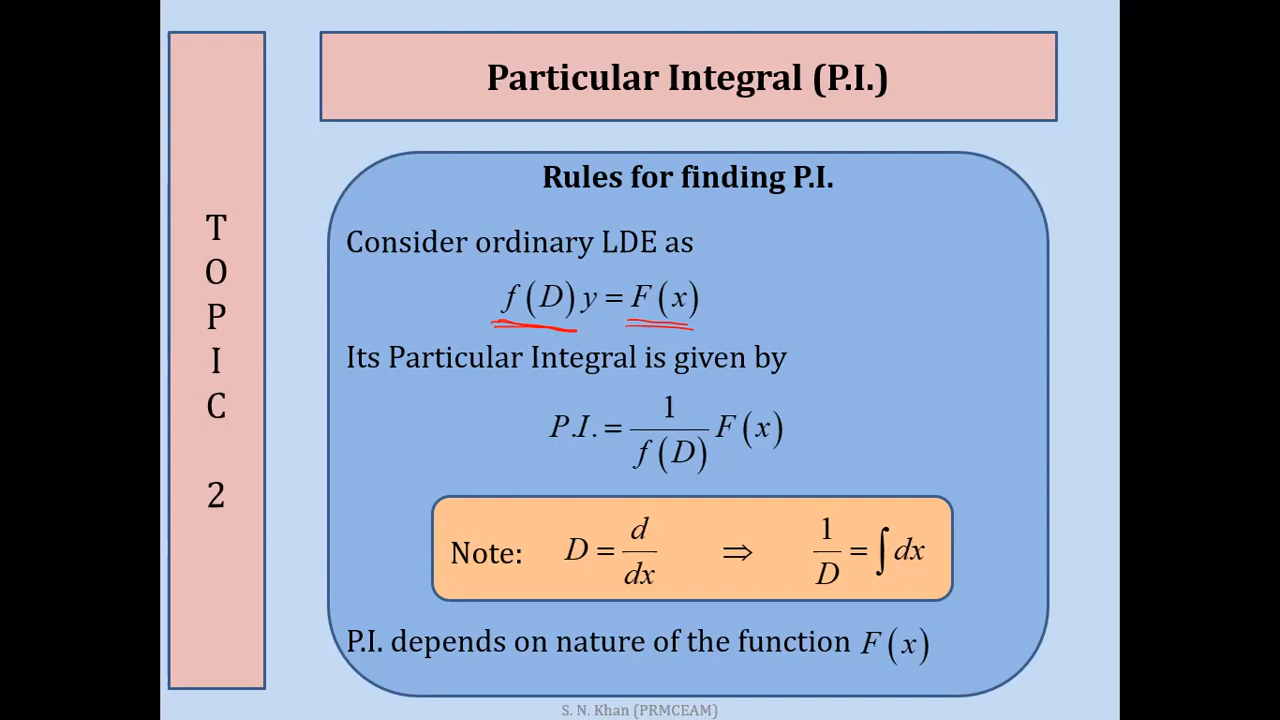 TOPIC 2
Particular Integral (P.I.)
Rules for finding P.I.
Consider ordinary LDE as
f(D)y = F(x)
Its Particular Integral is given by
P.I. = 1/f(D) F(x)
Note: D = d/dx ⇒ 1/D = ∫dx
P.I. depends on nature of the function F(x)
S. N. Khan (PRMCEAM)